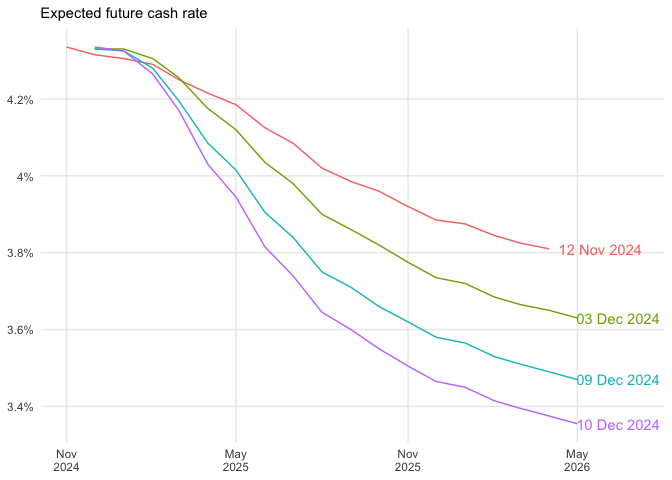 Expected future cash rate
4.2%
4%
3.8%
3.6%
3.4%
12 Nov 2024
03 Dec 2024
09 Dec 2024
10 Dec 2024
Nov
2024
May
2025
Nov
2025
May
2026